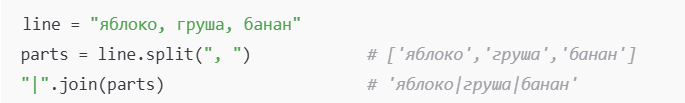 line = "яблоко, груша, банан"
parts = line.split(", ")             # ['яблоко','груша','банан']
"|".join(parts)                      # 'яблоко|груша|банан'